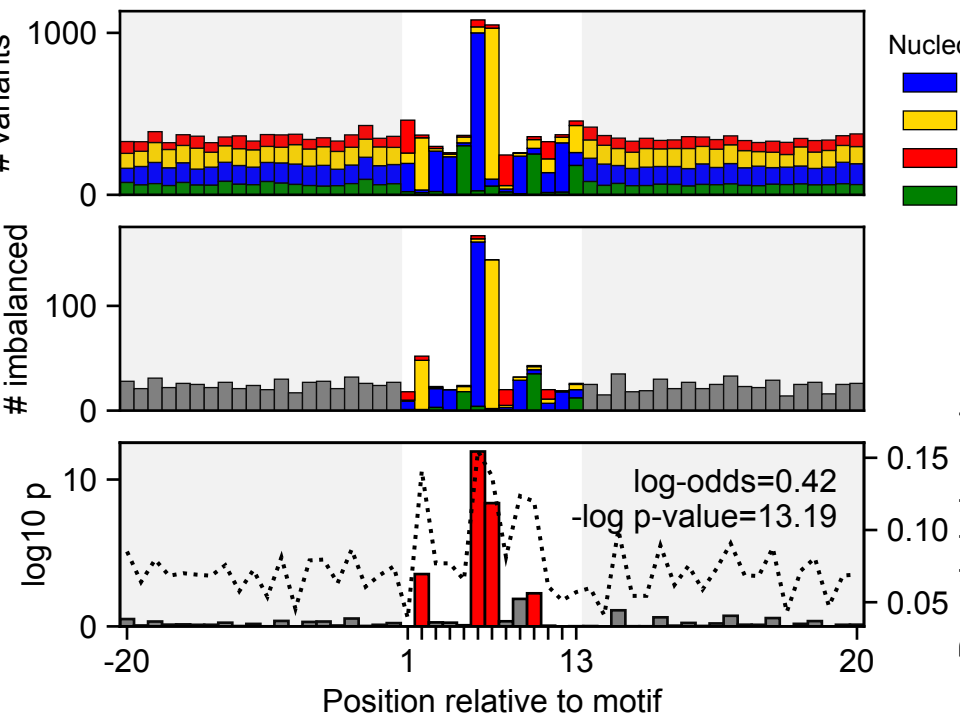 # variants
1000
0
Nucleo
# imbalanced
100
0
log10 p
10
0
log-odds=0.42
-log p-value=13.19
0.15
0.10
0.05
-20
1
13
20
Position relative to motif